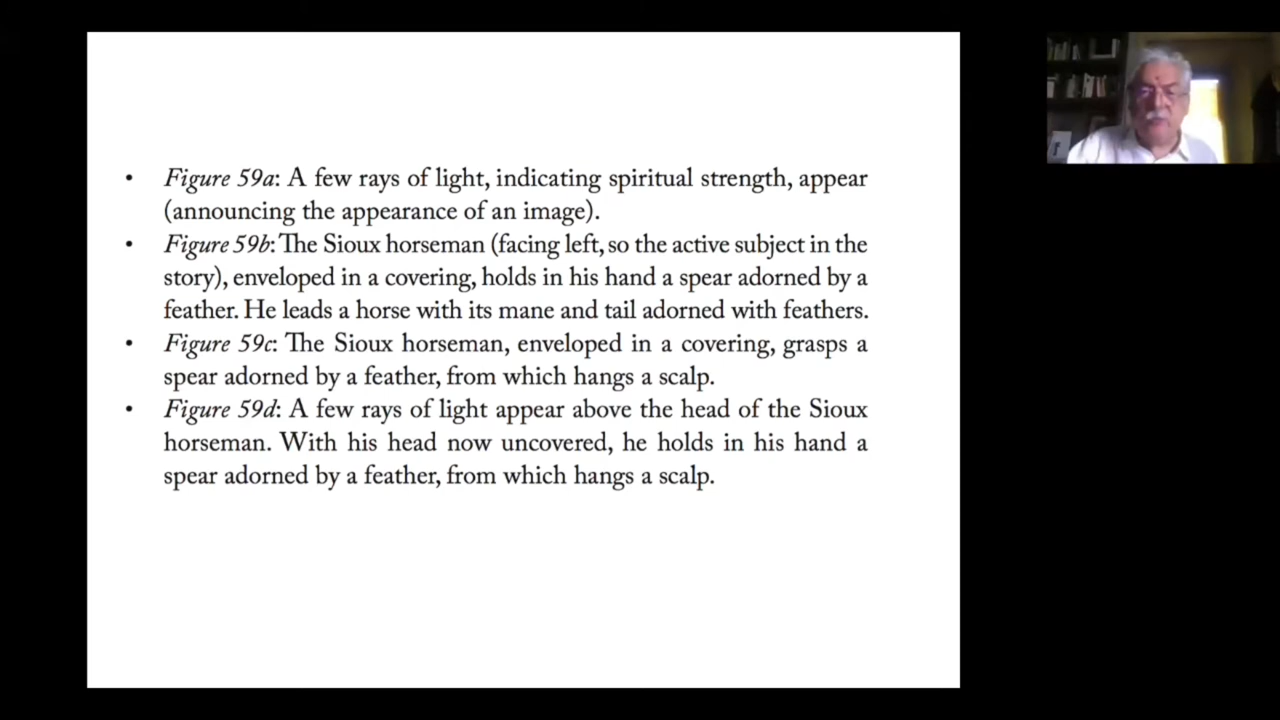 • Figure 59a: A few rays of light, indicating spiritual strength, appear
(announcing the appearance of an image).
• Figure 59b: The Sioux horseman (facing left, so the active subject in the
story), enveloped in a covering, holds in his hand a spear adorned by a
feather. He leads a horse with its mane and tail adorned with feathers.
• Figure 59c: The Sioux horseman, enveloped in a covering, grasps a
spear adorned by a feather, from which hangs a scalp.
• Figure 59d: A few rays of light appear above the head of the Sioux
horseman. With his head now uncovered, he holds in his hand a
spear adorned by a feather, from which hangs a scalp.